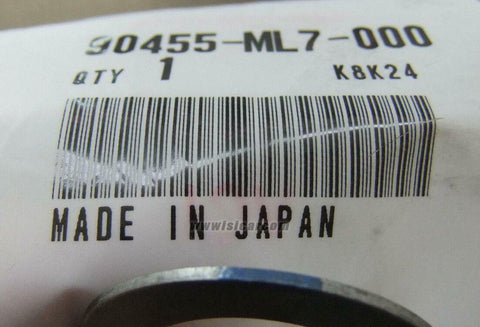 90455-ML7-000
QTY 1 K8K24
MADE IN JAPAN